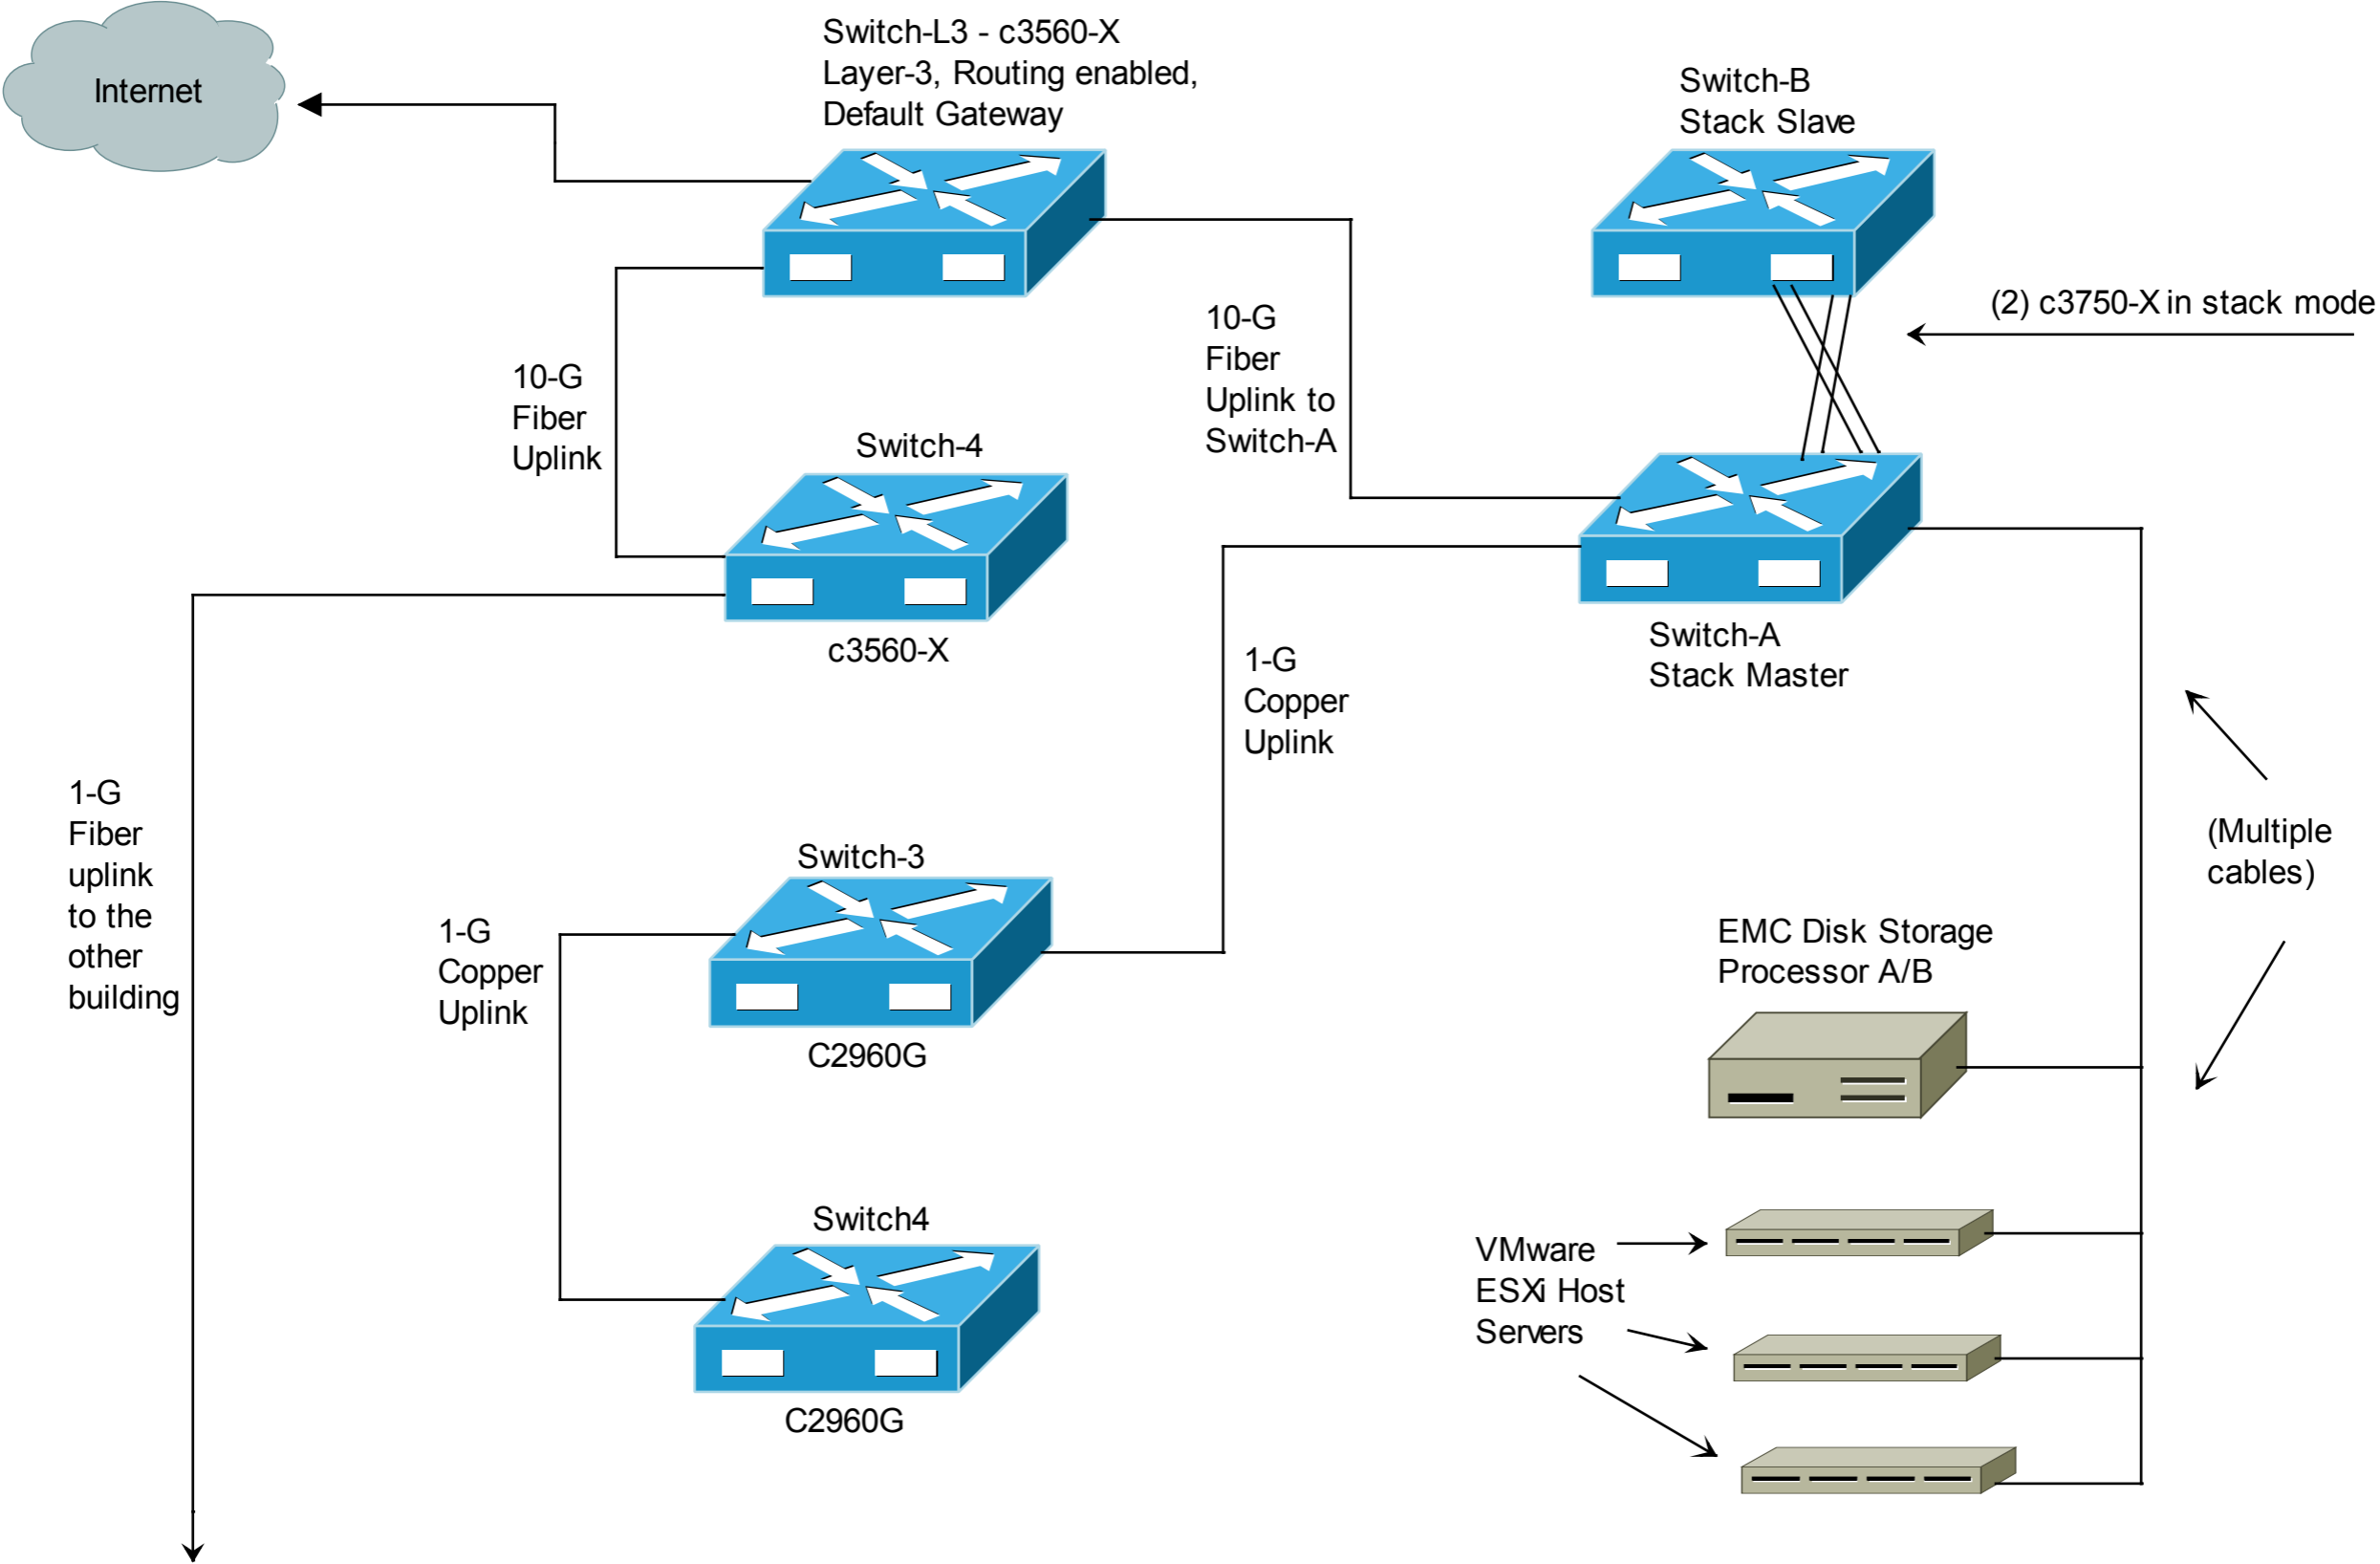 Internet
Switch-L3 - c3560-X
Layer-3, Routing enabled,
Default Gateway
Switch-B
Stack Slave
(2) c3750-X in stack mode
10-G
Fiber
Uplink to
Switch-A
10-G
Fiber
Uplink
Switch-4
c3560-X
Switch-A
Stack Master
1-G
Copper
Uplink
1-G
Fiber
uplink
to the
other
building
(Multiple
cables)
Switch-3
1-G
Copper
Uplink
C2960G
EMC Disk Storage
Processor A/B
Switch4
C2960G
VMware
ESXi Host
Servers